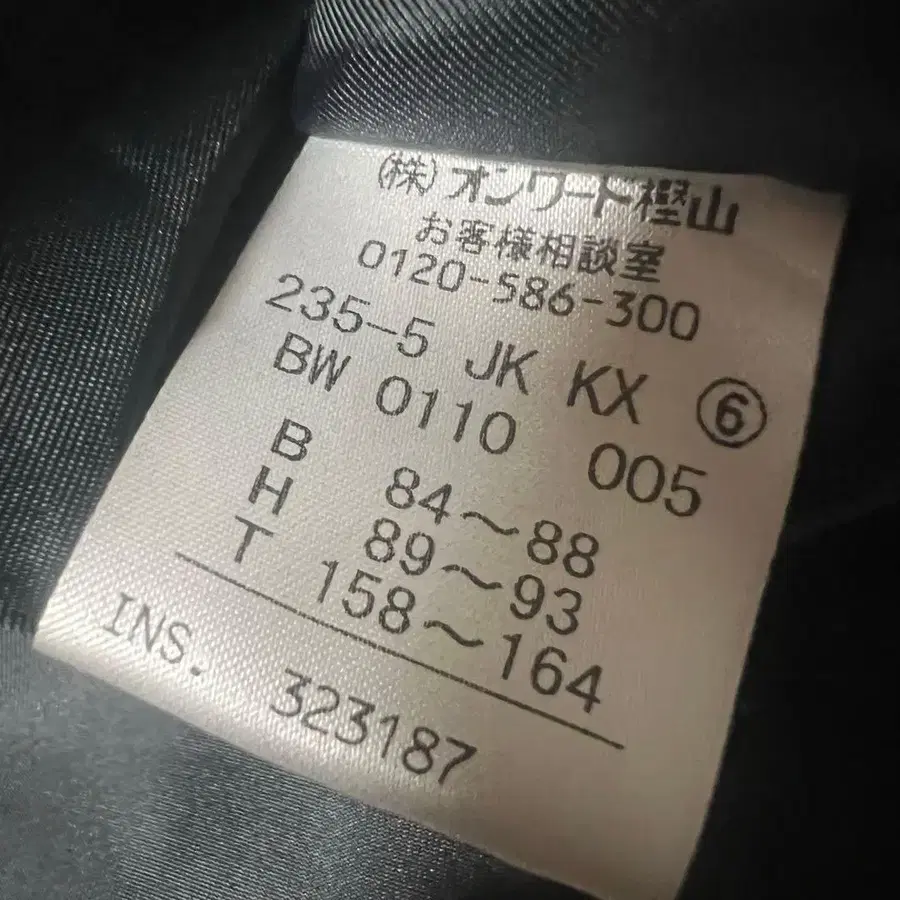 (株)オンワード樫山
お客様相談室
0120-586-300
235-5 JK KX ⑥
BW 0110 005
B 84~88
H 89~93
T 158~164
INS. 323187